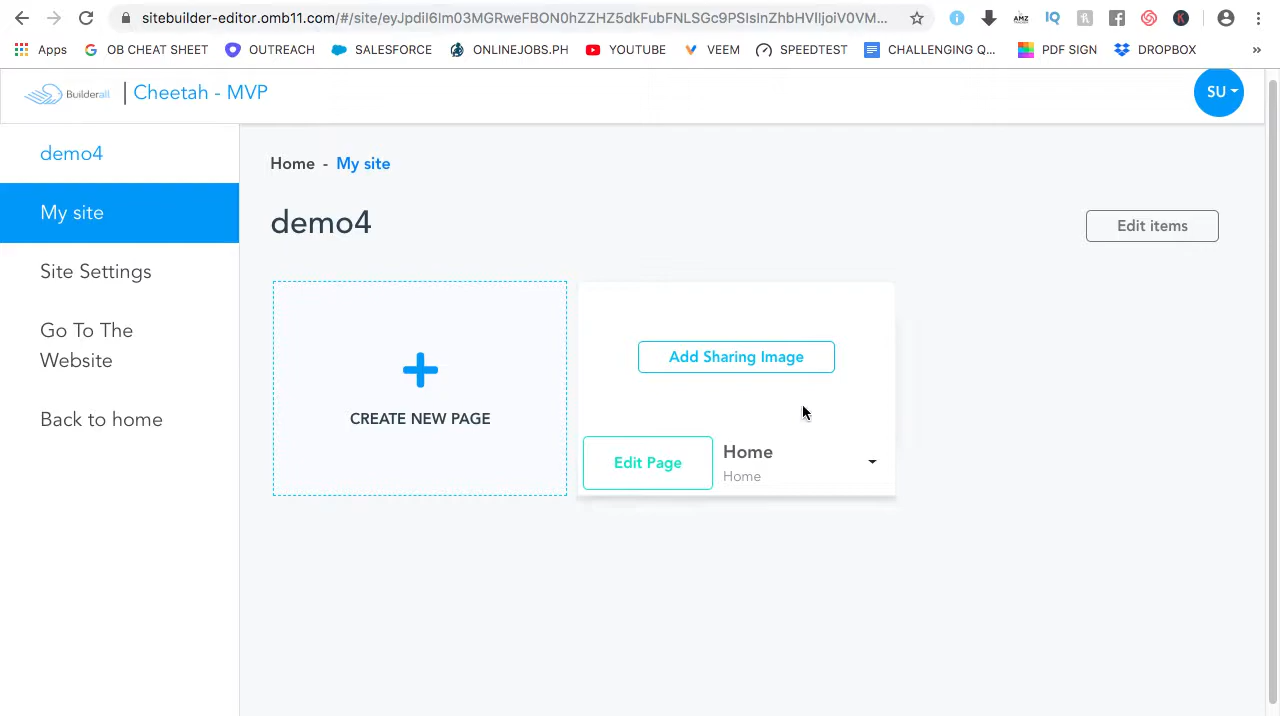 sitebuilder-editor.omb11.com/#/site/eyJpdiI6Im03MGRweFBON0hZZHZ5dkFubFNLSGc9PSIsInZhbHVlIjoiV0VM...
AMZ IQ
Apps OB CHEAT SHEET OUTREACH SALESFORCE ONLINEJOBS.PH YOUTUBE VEEM SPEEDTEST CHALLENGING Q... PDF SIGN DROPBOX »
Builderall | Cheetah - MVP SU
demo4
My site
Site Settings
Go To The
Website
Back to home
Home - My site
demo4
Edit items
CREATE NEW PAGE
Add Sharing Image
Edit Page
Home
Home